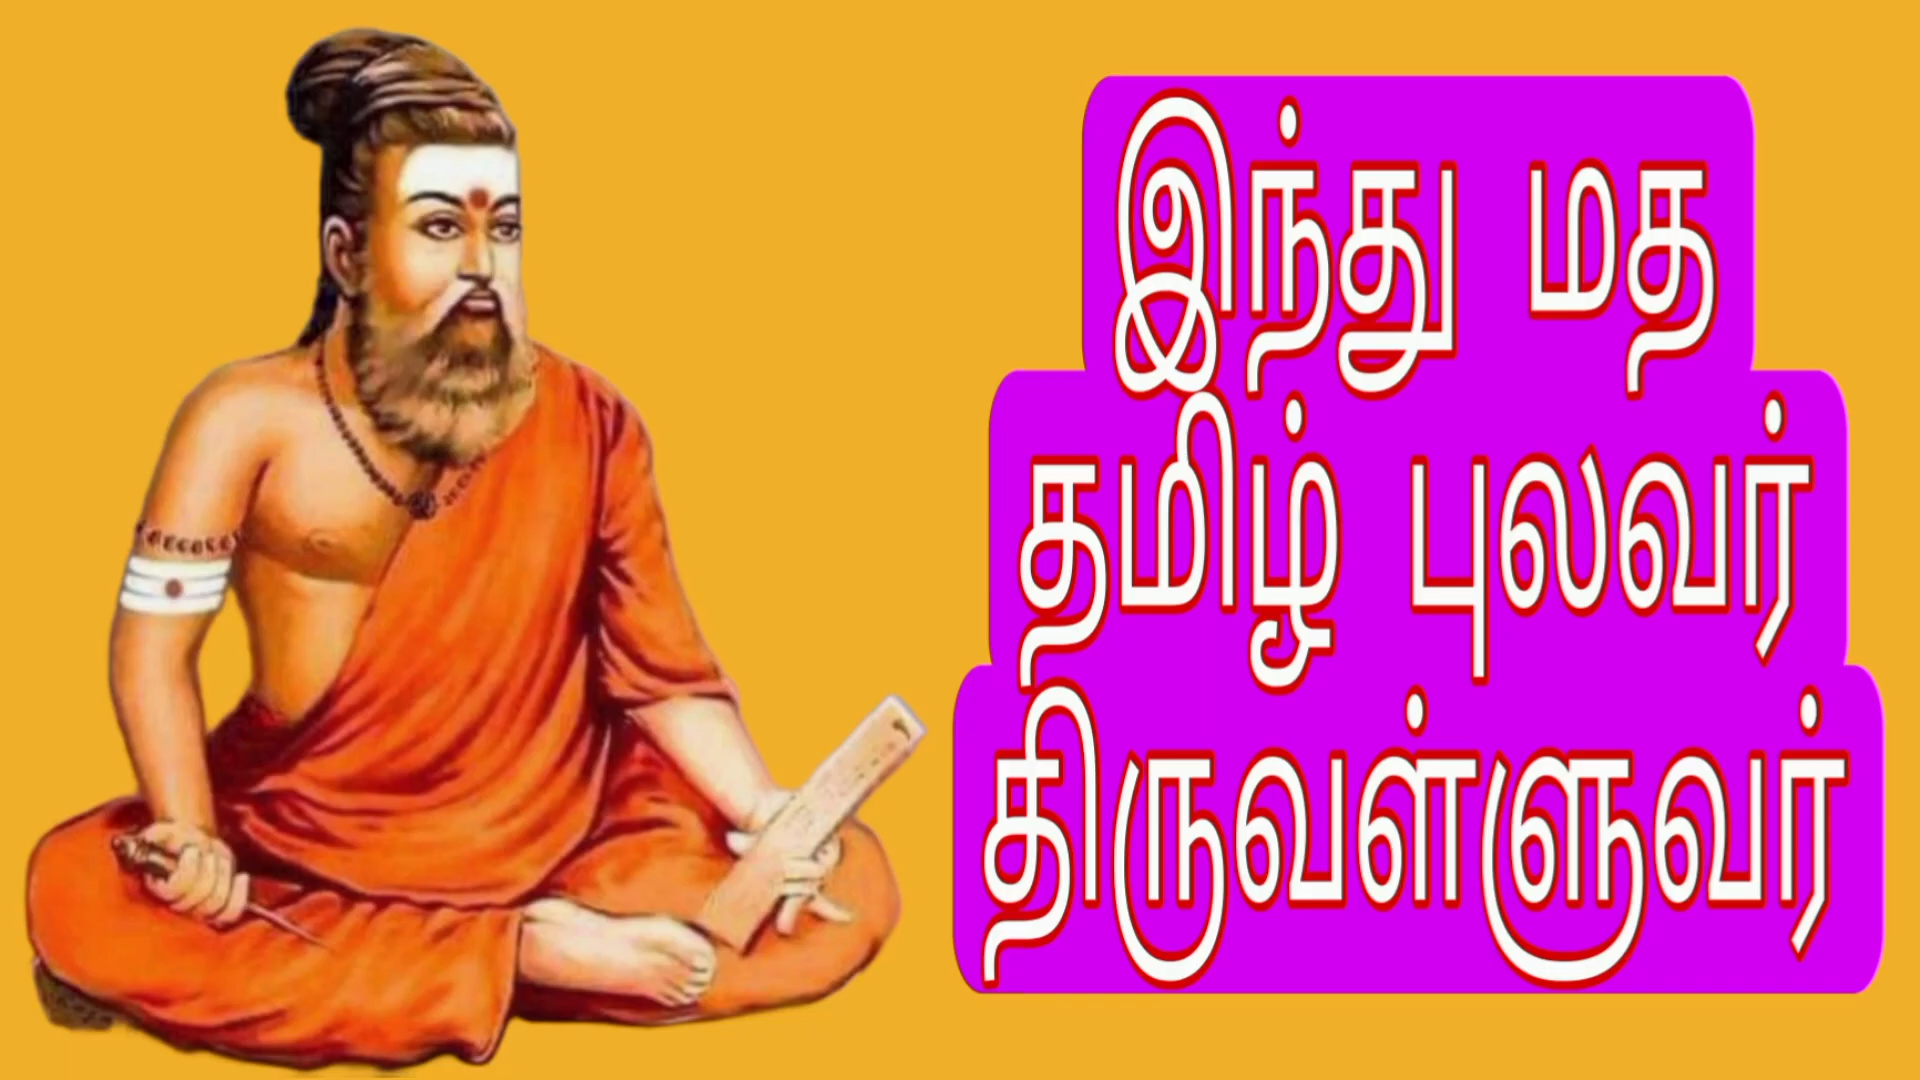 இந்து மத
தமிழ் புலவர்
திருவள்ளுவர்